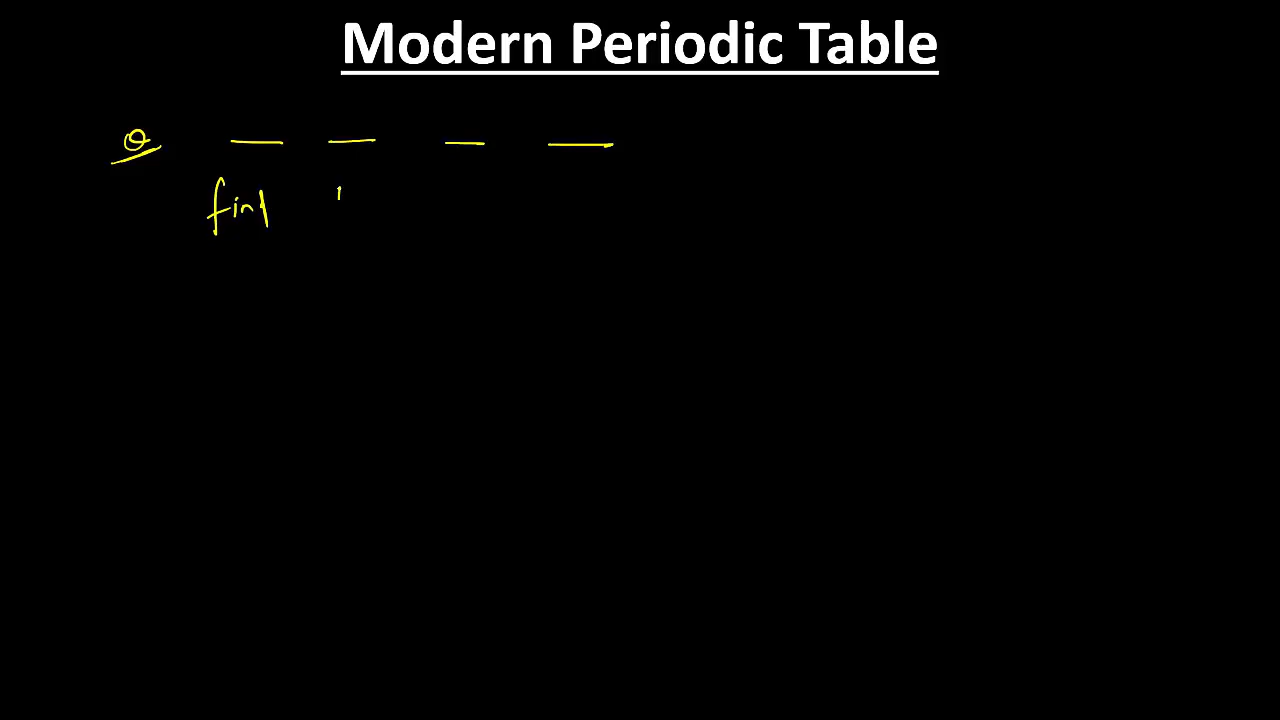 Modern Periodic Table
Q — — — —
find